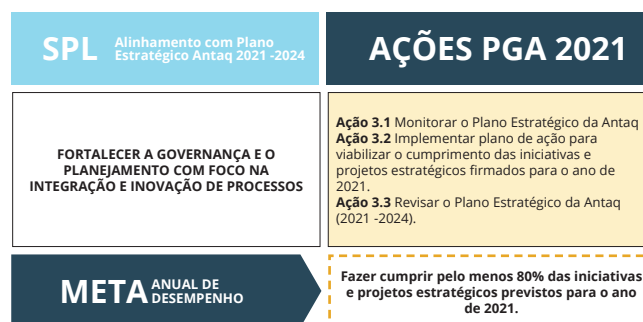 SPL Alinhamento com Plano
Estratégico Antaq 2021 -2024
AÇÕES PGA 2021
FORTALECER A GOVERNANÇA E O
PLANEJAMENTO COM FOCO NA
INTEGRAÇÃO E INOVAÇÃO DE PROCESSOS
Ação 3.1 Monitorar o Plano Estratégico da Antaq
Ação 3.2 Implementar plano de ação para
viabilizar o cumprimento das iniciativas e
projetos estratégicos firmados para o ano de
2021.
Ação 3.3 Revisar o Plano Estratégico da Antaq
(2021 -2024).
META ANUAL DE
DESEMPENHO
Fazer cumprir pelo menos 80% das iniciativas
e projetos estratégicos previstos para o ano
de 2021.